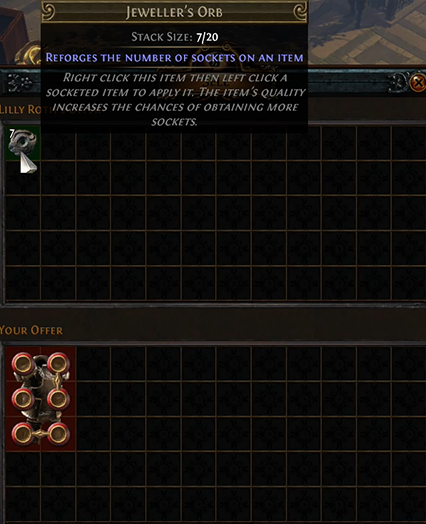 Jeweller's Orb
Stack Size: 7/20
Reforges the number of sockets on an item
Right click this item then left click a
socketed item to apply it. The item's quality
increases the chances of obtaining more
sockets.
Lilly
7
Your Offer